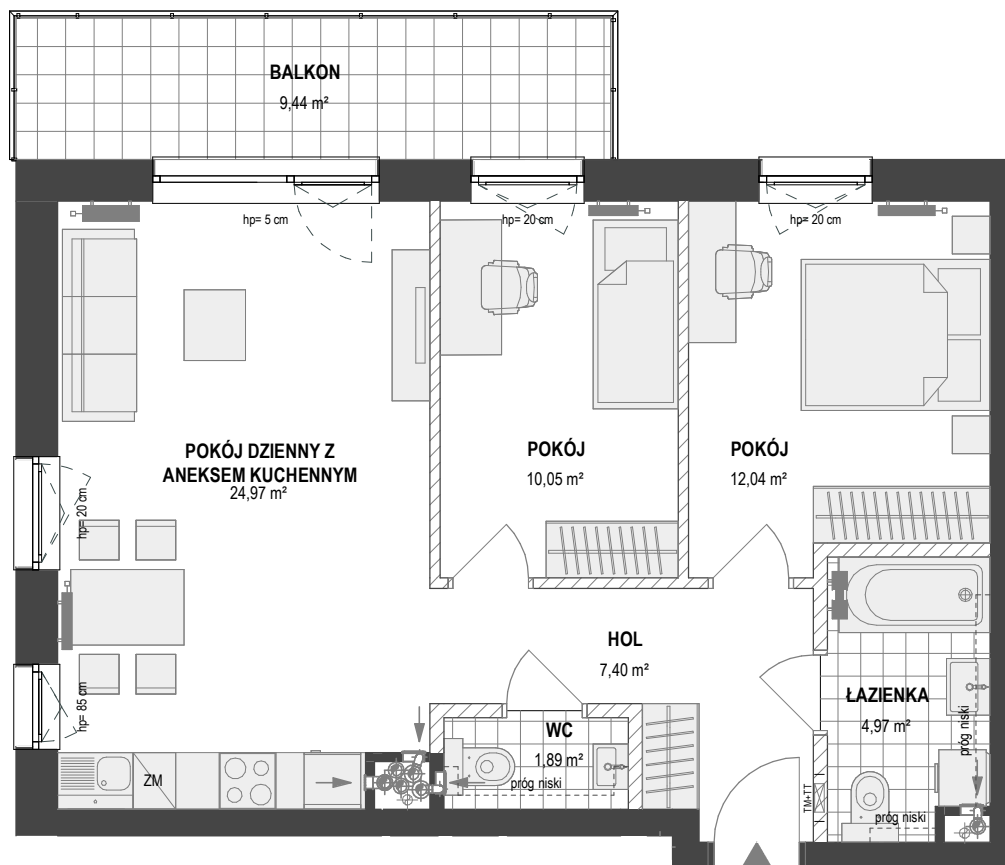 BALKON
9,44 m²
hp= 5 cm
hp= 20 cm
hp= 20 cm
POKÓJ DZIENNY Z
ANEKSEM KUCHENNYM
24,97 m²
POKÓJ
10,05 m²
POKÓJ
12,04 m²
hp= 20 cm
HOL
7,40 m²
hp= 85 cm
ŁAZIENKA
4,97 m²
próg niski
WC
1,89 m²
ZM
próg niski
TM+TT
próg niski